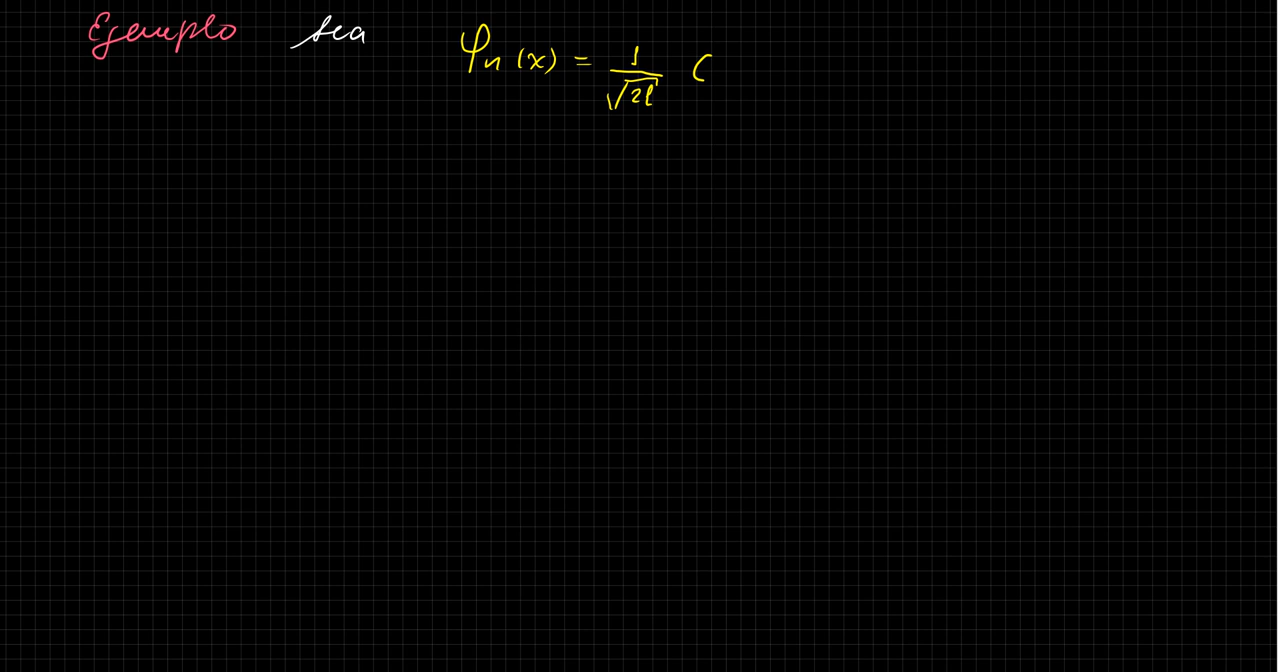 Ejemplo sea φn(x) = 1/√2l (